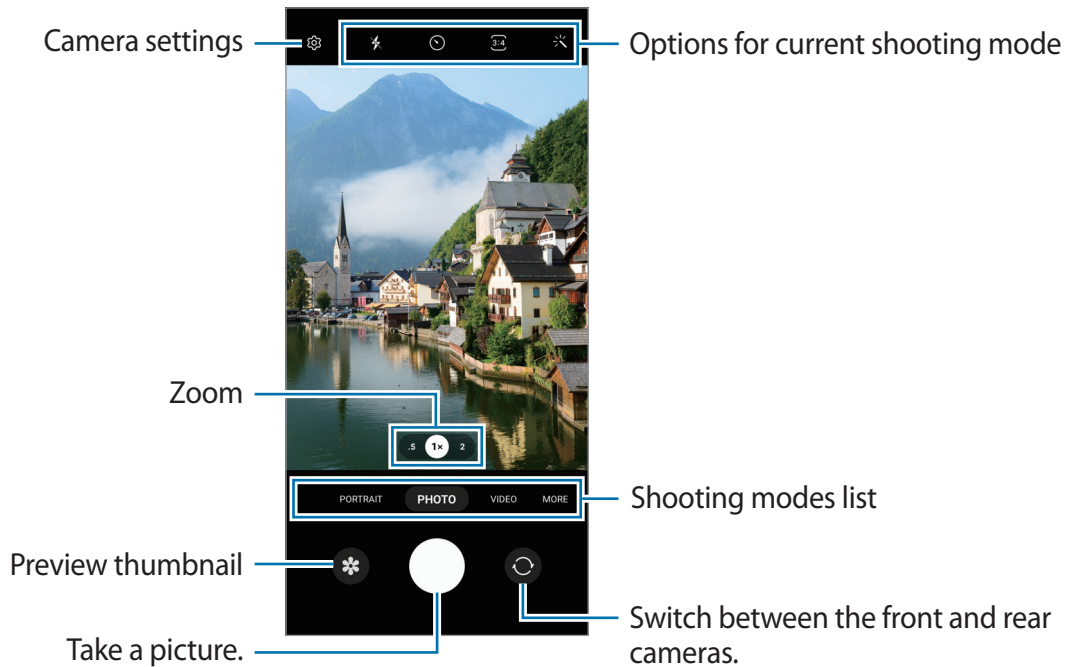 Camera settings
3:4
Options for current shooting mode
Zoom
.5 1× 2
PORTRAIT PHOTO VIDEO MORE
Shooting modes list
Preview thumbnail
Take a picture.
Switch between the front and rear
cameras.